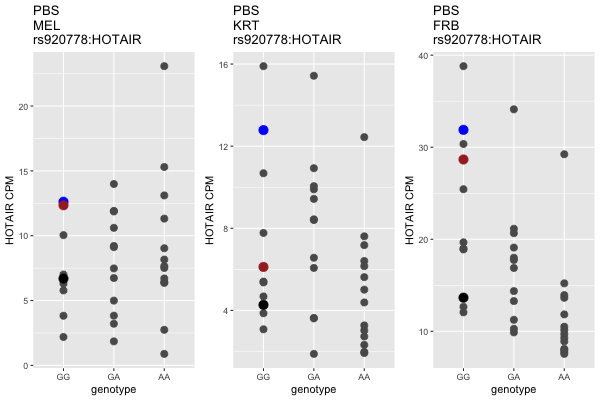 PBS
MEL
rs920778:HOTAIR
HOTAIR CPM
20
15
10
5
0
GG GA AA
genotype
PBS
KRT
rs920778:HOTAIR
HOTAIR CPM
16
12
8
4
GG GA AA
genotype
PBS
FRB
rs920778:HOTAIR
HOTAIR CPM
40
30
20
10
GG GA AA
genotype